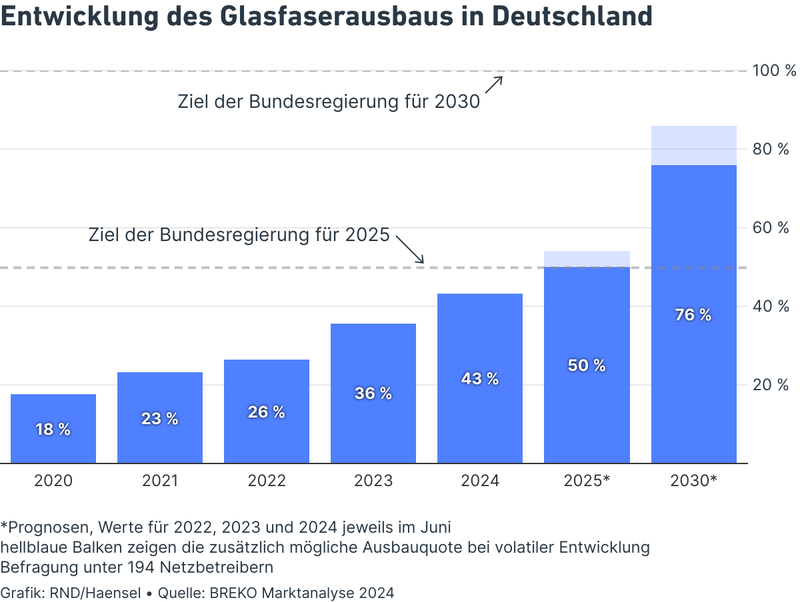 Entwicklung des Glasfaserausbaus in Deutschland
100 %
Ziel der Bundesregierung für 2030
80 %
Ziel der Bundesregierung für 2025
60 %
40 %
20 %
18 %
23 %
26 %
36 %
43 %
50 %
76 %
2020
2021
2022
2023
2024
2025*
2030*
*Prognosen, Werte für 2022, 2023 und 2024 jeweils im Juni
hellblaue Balken zeigen die zusätzlich mögliche Ausbauquote bei volatiler Entwicklung
Befragung unter 194 Netzbetreibern
Grafik: RND/Haensel • Quelle: BREKO Marktanalyse 2024